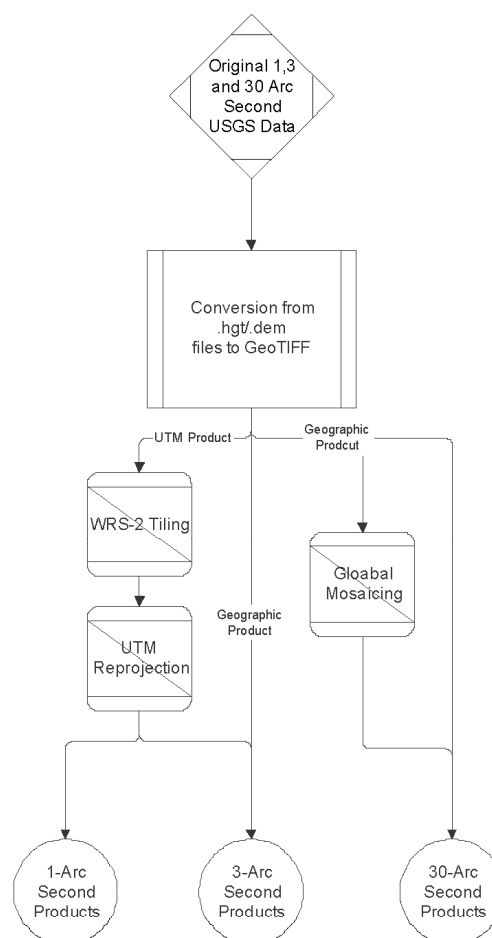 Original 1,3
and 30 Arc
Second
USGS Data
Conversion from
.hgt/.dem
files to GeoTIFF
UTM Product
Geographic
Prodcut
WRS-2 Tiling
Gloabal
Mosaicing
Geographic
Product
UTM
Reprojection
1-Arc
Second
Products
3-Arc
Second
Products
30-Arc
Second
Products